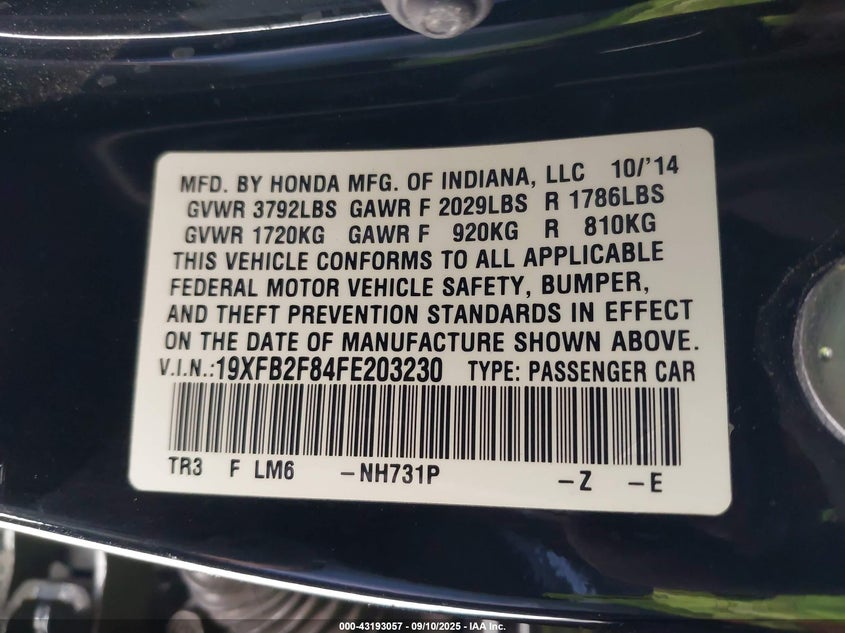 MFD. BY HONDA MFG. OF INDIANA, LLC 10/'14
GVWR 3792LBS GAWR F 2029LBS R 1786LBS
GVWR 1720KG GAWR F 920KG R 810KG
THIS VEHICLE CONFORMS TO ALL APPLICABLE
FEDERAL MOTOR VEHICLE SAFETY, BUMPER,
AND THEFT PREVENTION STANDARDS IN EFFECT
ON THE DATE OF MANUFACTURE SHOWN ABOVE.
V.I.N.:19XFB2F84FE203230 TYPE: PASSENGER CAR
TR3 F LM6 -NH731P -Z -E
000-43193057 - 09/10/2025 - IAA Inc.